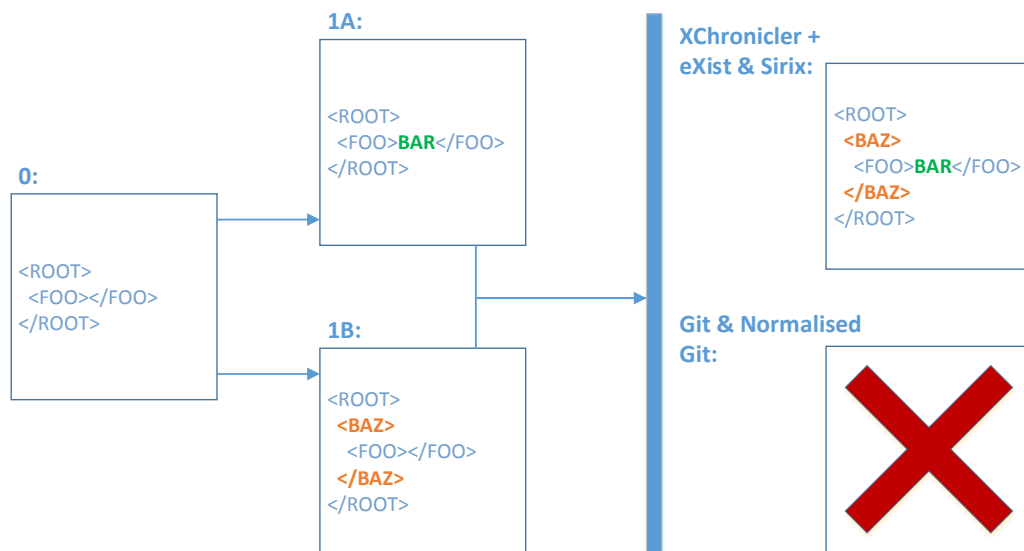 0:
<ROOT>
<FOO></FOO>
</ROOT>
1A:
<ROOT>
<FOO>BAR</FOO>
</ROOT>
1B:
<ROOT>
<BAZ>
<FOO></FOO>
</BAZ>
</ROOT>
XChronicler +
eXist & Sirix:
<ROOT>
<BAZ>
<FOO>BAR</FOO>
</BAZ>
</ROOT>
Git & Normalised
Git: